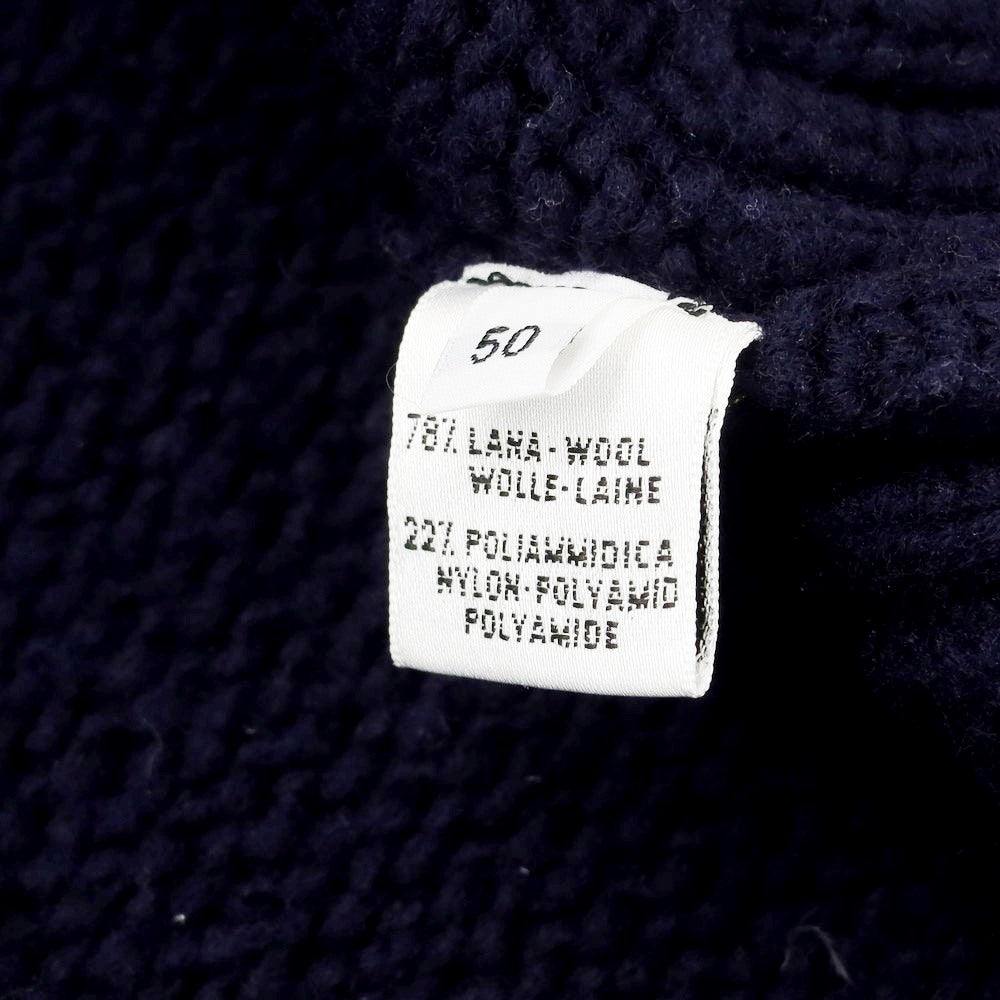 50
78% LANA-WOOL
WOLLE-LAINE
22% POLIAMMIDICA
NYLON-POLYAMID
POLYAMIDE